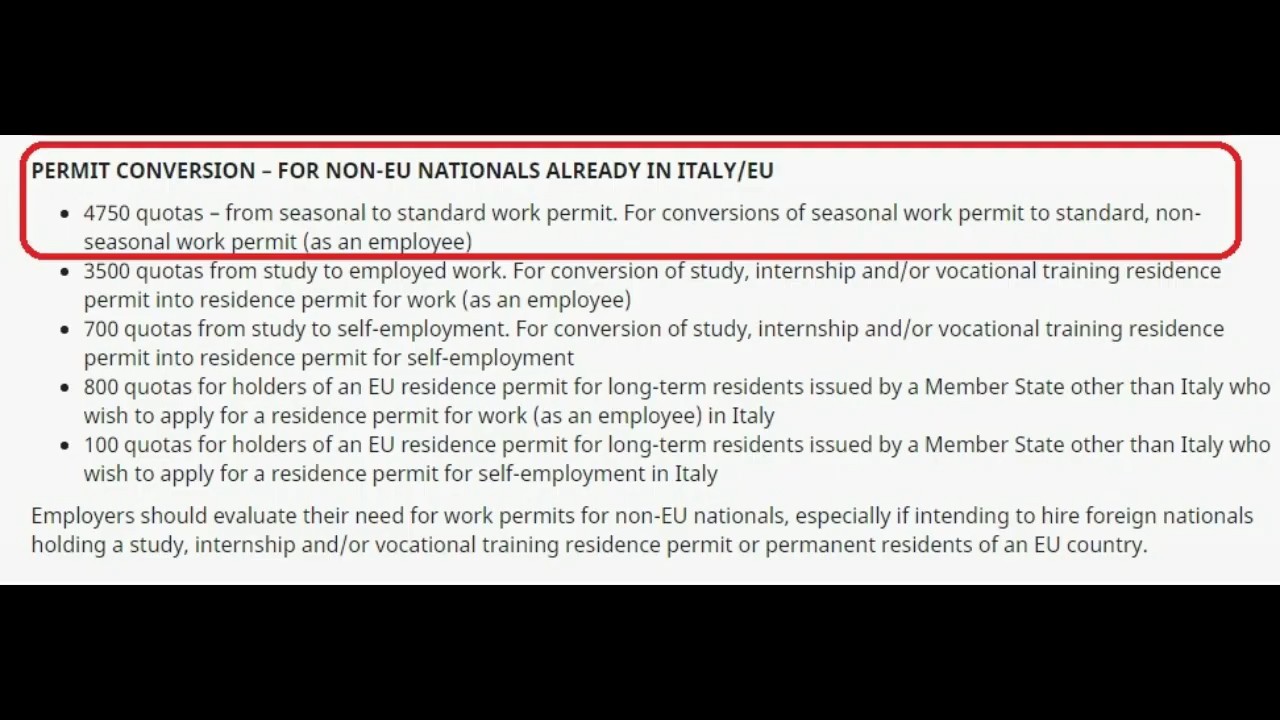 PERMIT CONVERSION – FOR NON-EU NATIONALS ALREADY IN ITALY/EU
• 4750 quotas – from seasonal to standard work permit. For conversions of seasonal work permit to standard, non-
seasonal work permit (as an employee)
• 3500 quotas from study to employed work. For conversion of study, internship and/or vocational training residence
permit into residence permit for work (as an employee)
• 700 quotas from study to self-employment. For conversion of study, internship and/or vocational training residence
permit into residence permit for self-employment
• 800 quotas for holders of an EU residence permit for long-term residents issued by a Member State other than Italy who
wish to apply for a residence permit for work (as an employee) in Italy
• 100 quotas for holders of an EU residence permit for long-term residents issued by a Member State other than Italy who
wish to apply for a residence permit for self-employment in Italy
Employers should evaluate their need for work permits for non-EU nationals, especially if intending to hire foreign nationals
holding a study, internship and/or vocational training residence permit or permanent residents of an EU country.